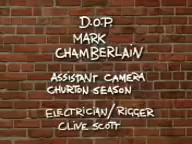 D.O.P.
MARK
CHAMBERLAIN
ASSISTANT CAMERA
CHURTON SEASON
ELECTRICIAN/RIGGER
CLIVE SCOTT